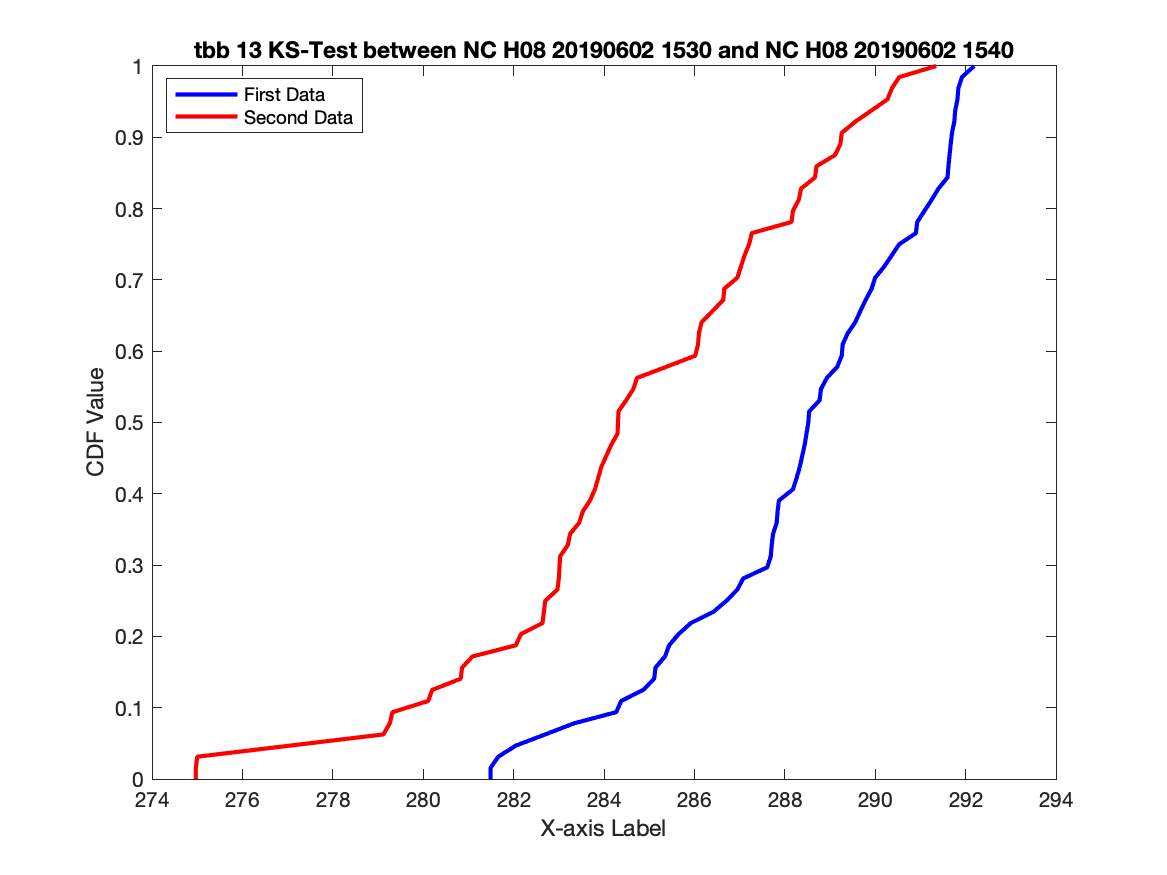 tbb 13 KS-Test between NC H08 20190602 1530 and NC H08 20190602 1540
First Data
Second Data
1
0.9
0.8
0.7
0.6
0.5
0.4
0.3
0.2
0.1
0
CDF Value
274 276 278 280 282 284 286 288 290 292 294
X-axis Label